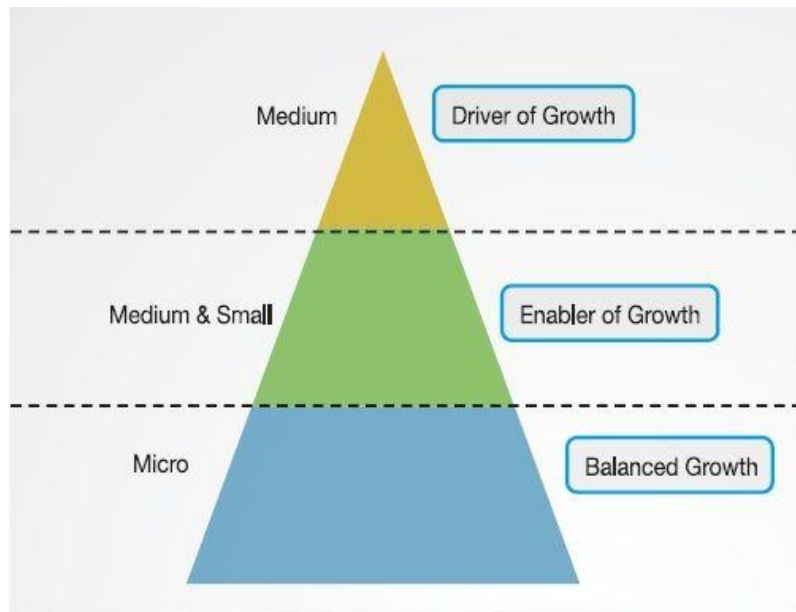 Medium
Driver of Growth
Medium & Small
Enabler of Growth
Micro
Balanced Growth